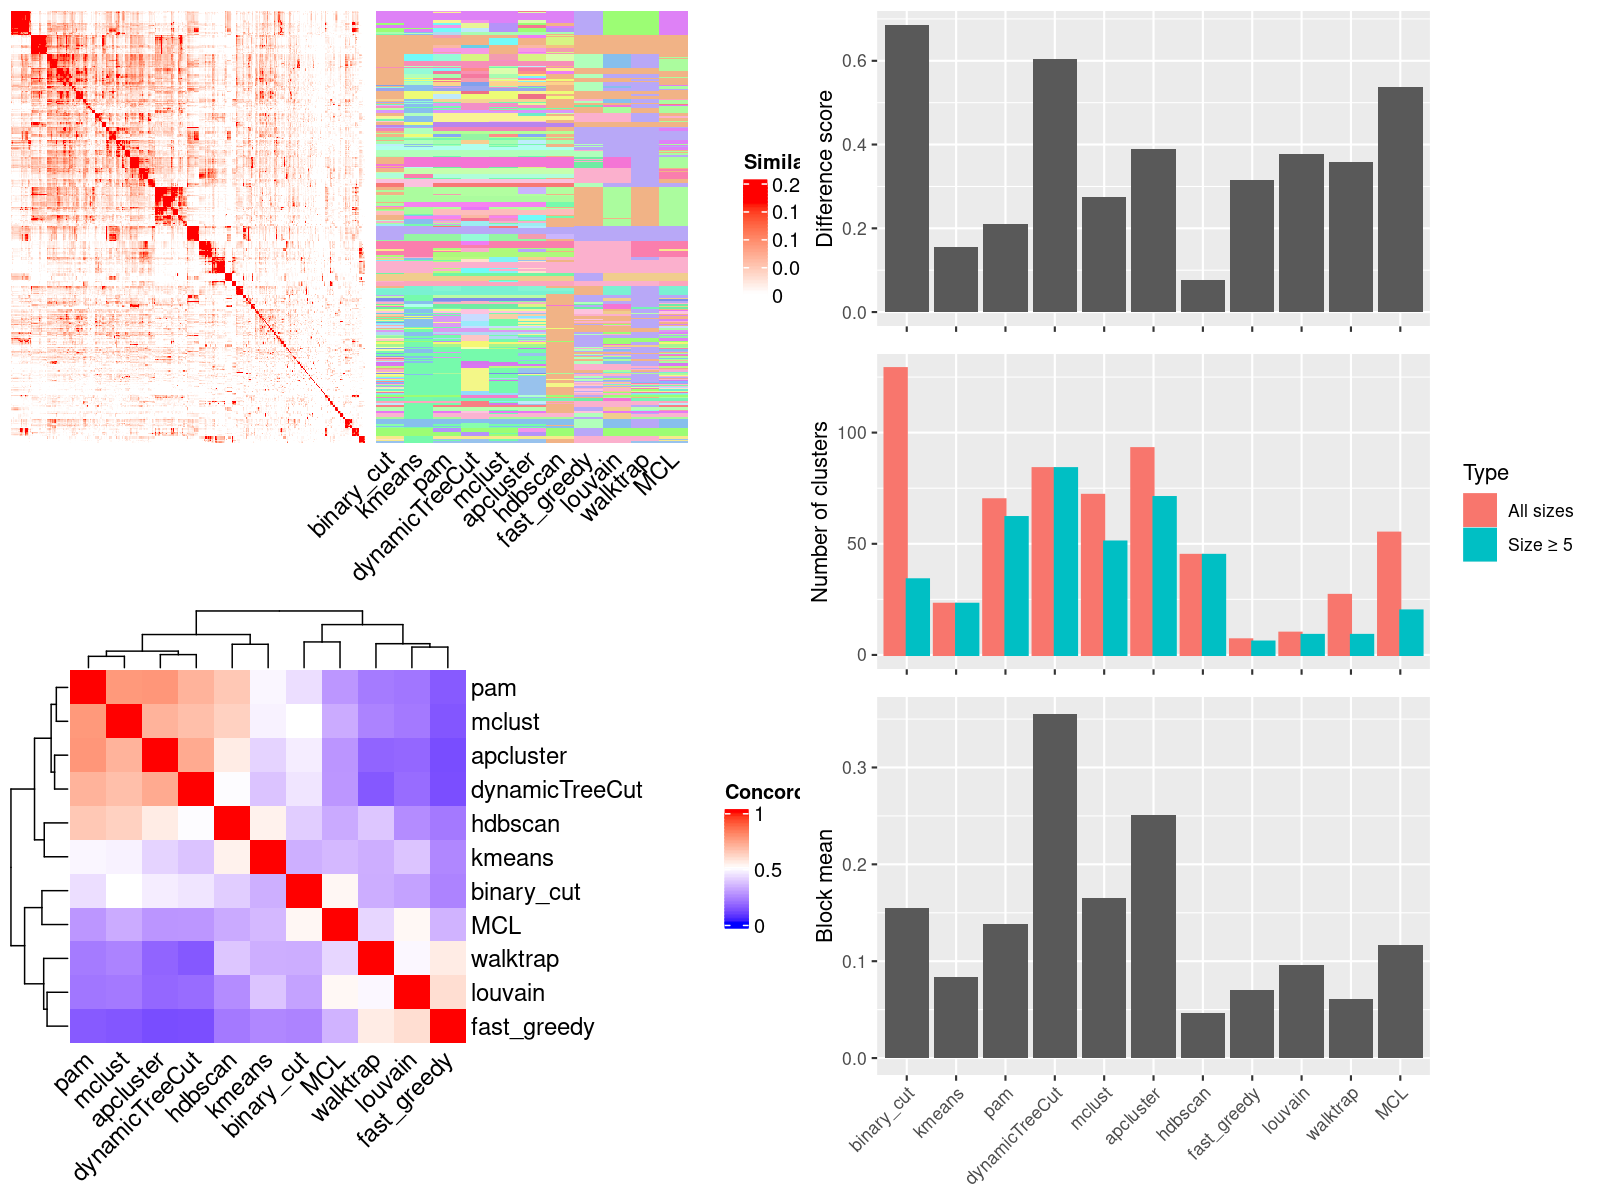 Simila
0.2
0.1
0.1
0.0
0
binary_cut
kmeans
pam
dynamicTreeCut
mclust
apcluster
hdbscan
fast_greedy
louvain
walktrap
MCL
pam
mclust
apcluster
dynamicTreeCut
hdbscan
kmeans
binary_cut
MCL
walktrap
louvain
fast_greedy
pam
mclust
apcluster
dynamicTreeCut
hdbscan
kmeans
binary_cut
MCL
walktrap
louvain
fast_greedy
Concord
1
0.5
0
Difference score
0.6
0.4
0.2
0.0
Number of clusters
100
50
0
Type
All sizes
Size ≥ 5
Block mean
0.3
0.2
0.1
0.0
binary_cut
kmeans
pam
dynamicTreeCut
mclust
apcluster
hdbscan
fast_greedy
louvain
walktrap
MCL